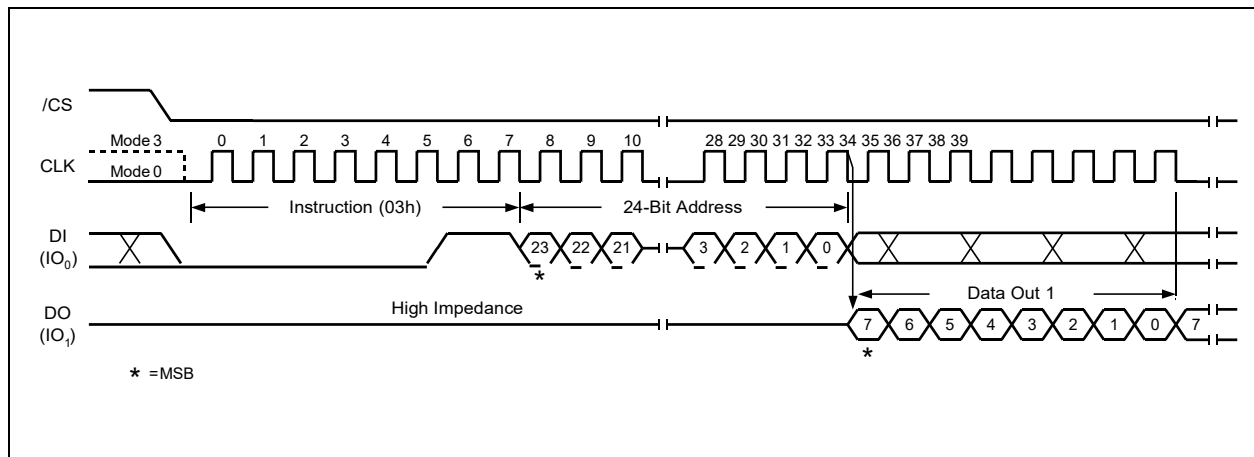 /CS
Mode 3
0 1 2 3 4 5 6 7 8 9 10 28 29 30 31 32 33 34 35 36 37 38 39
CLK
Mode 0
Instruction (03h) 24-Bit Address
DI
(IO0)
23 22 21 3 2 1 0
*
High Impedance
Data Out 1
DO
(IO1)
7 6 5 4 3 2 1 0 7
*
* =MSB